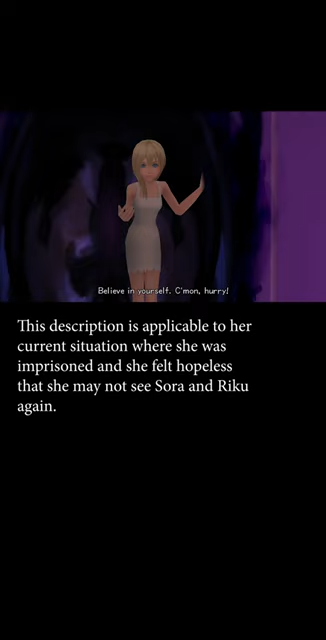 Believe in yourself. C'mon, hurry!
This description is applicable to her
current situation where she was
imprisoned and she felt hopeless
that she may not see Sora and Riku
again.